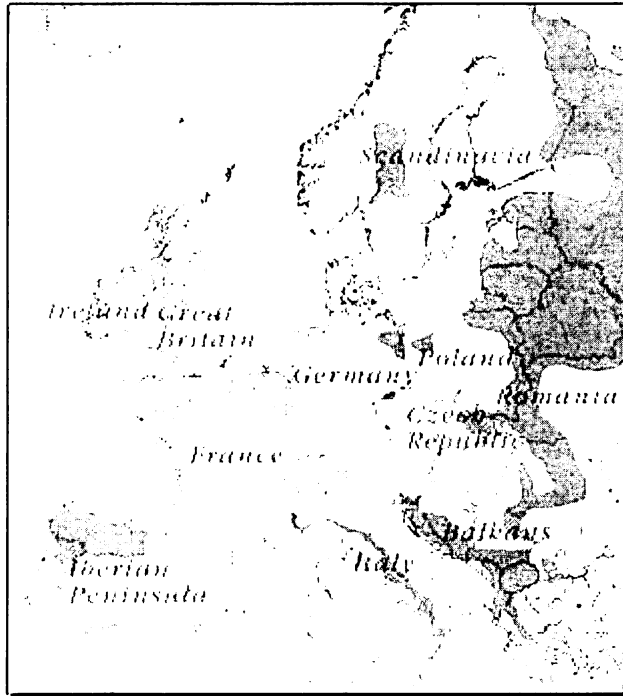 Scandinavia
Ireland Great
Britain
Germany
Poland
Romania
Czech
Republic
France
Balkans
Italy
Iberian
Peninsula